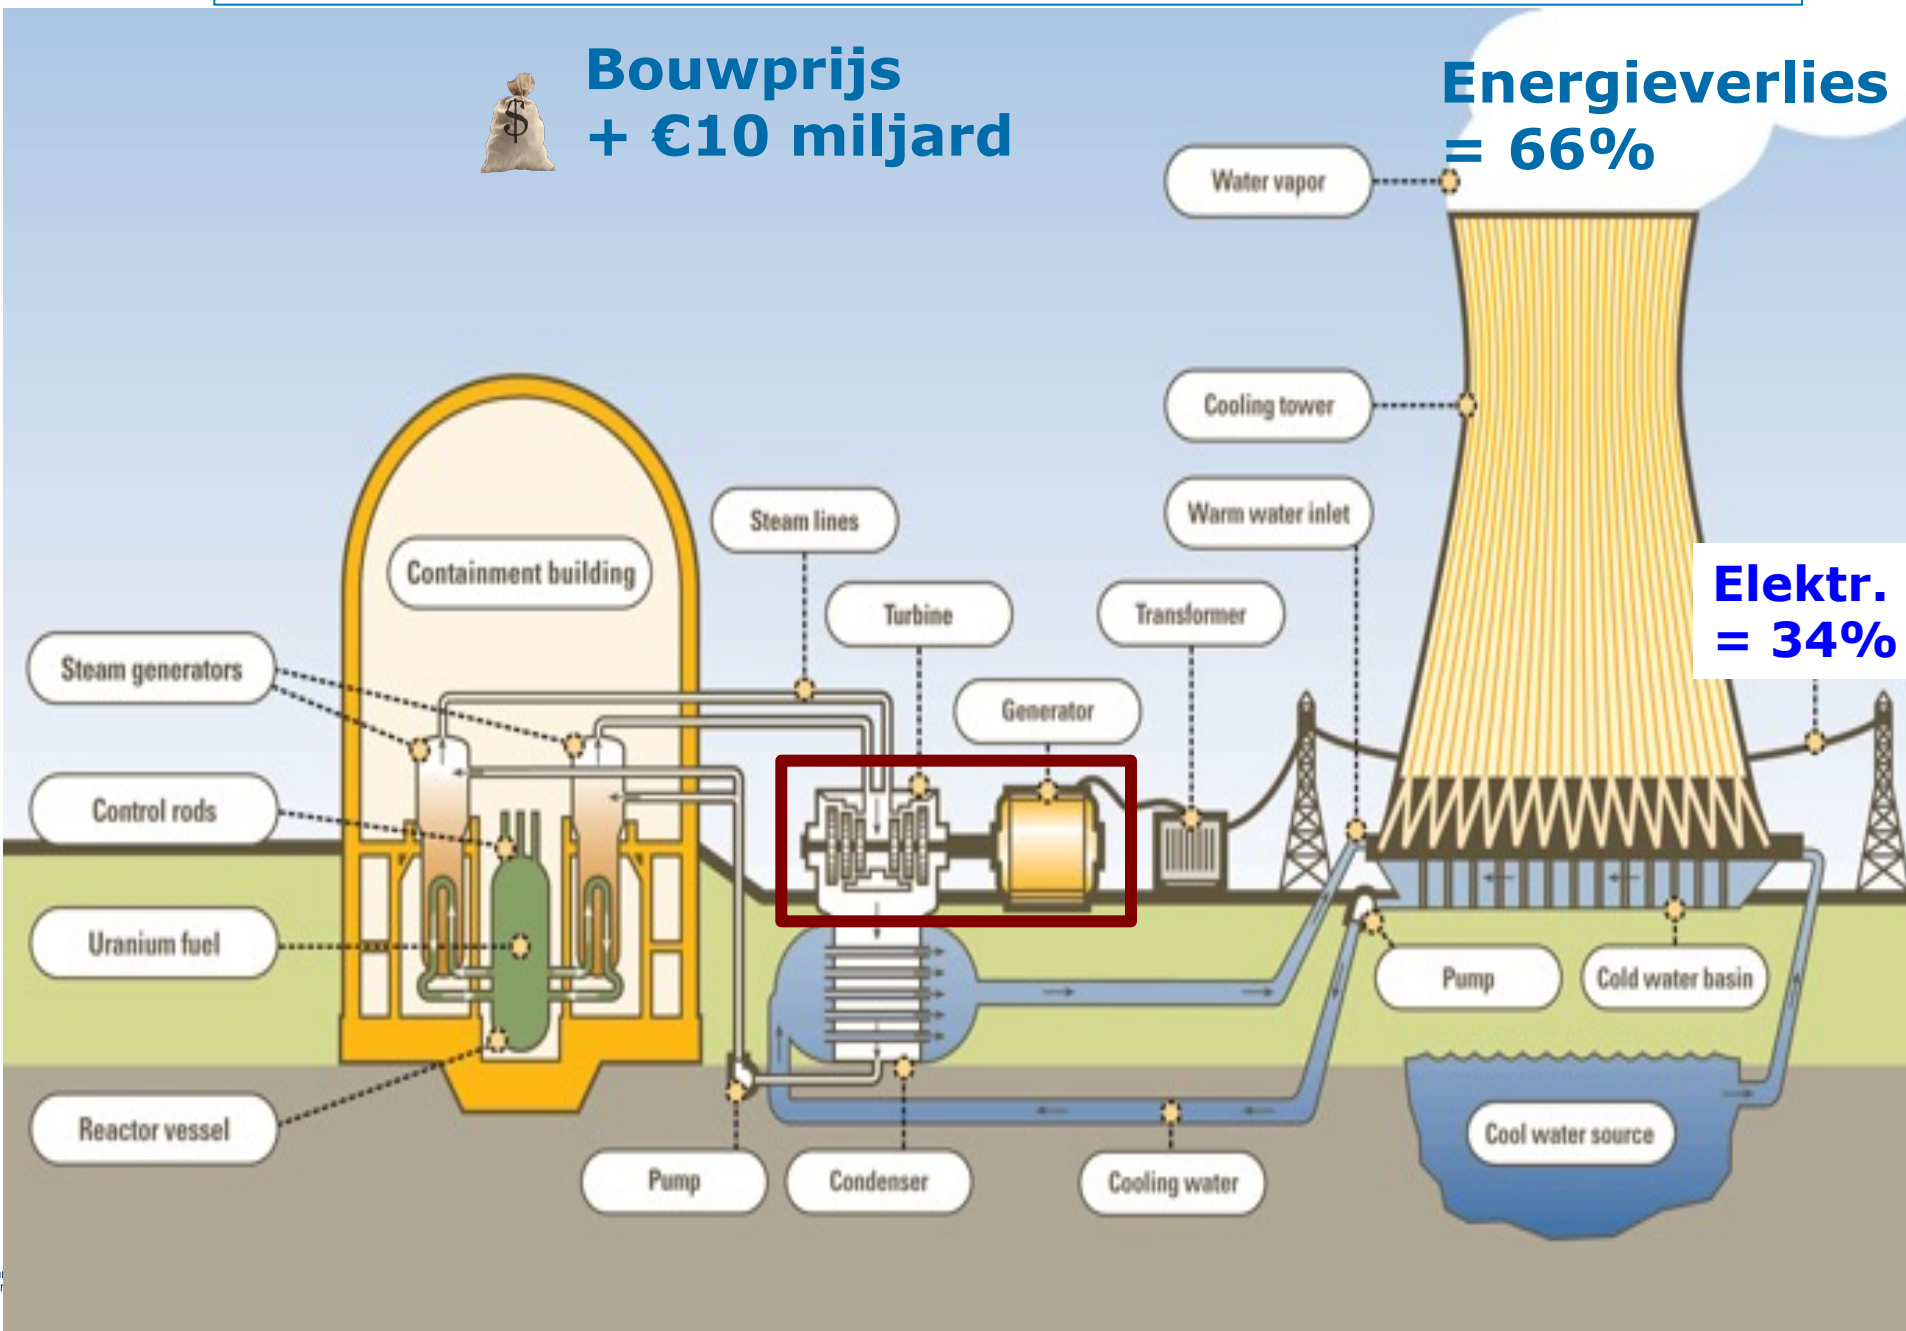 Bouwprijs
+ €10 miljard
Energieverlies
= 66%
$
Water vapor
Cooling tower
Steam lines
Warm water inlet
Containment building
Elektr.
= 34%
Turbine
Transformer
Steam generators
Generator
Control rods
Uranium fuel
Pump
Cold water basin
Reactor vessel
Cool water source
Pump
Condenser
Cooling water